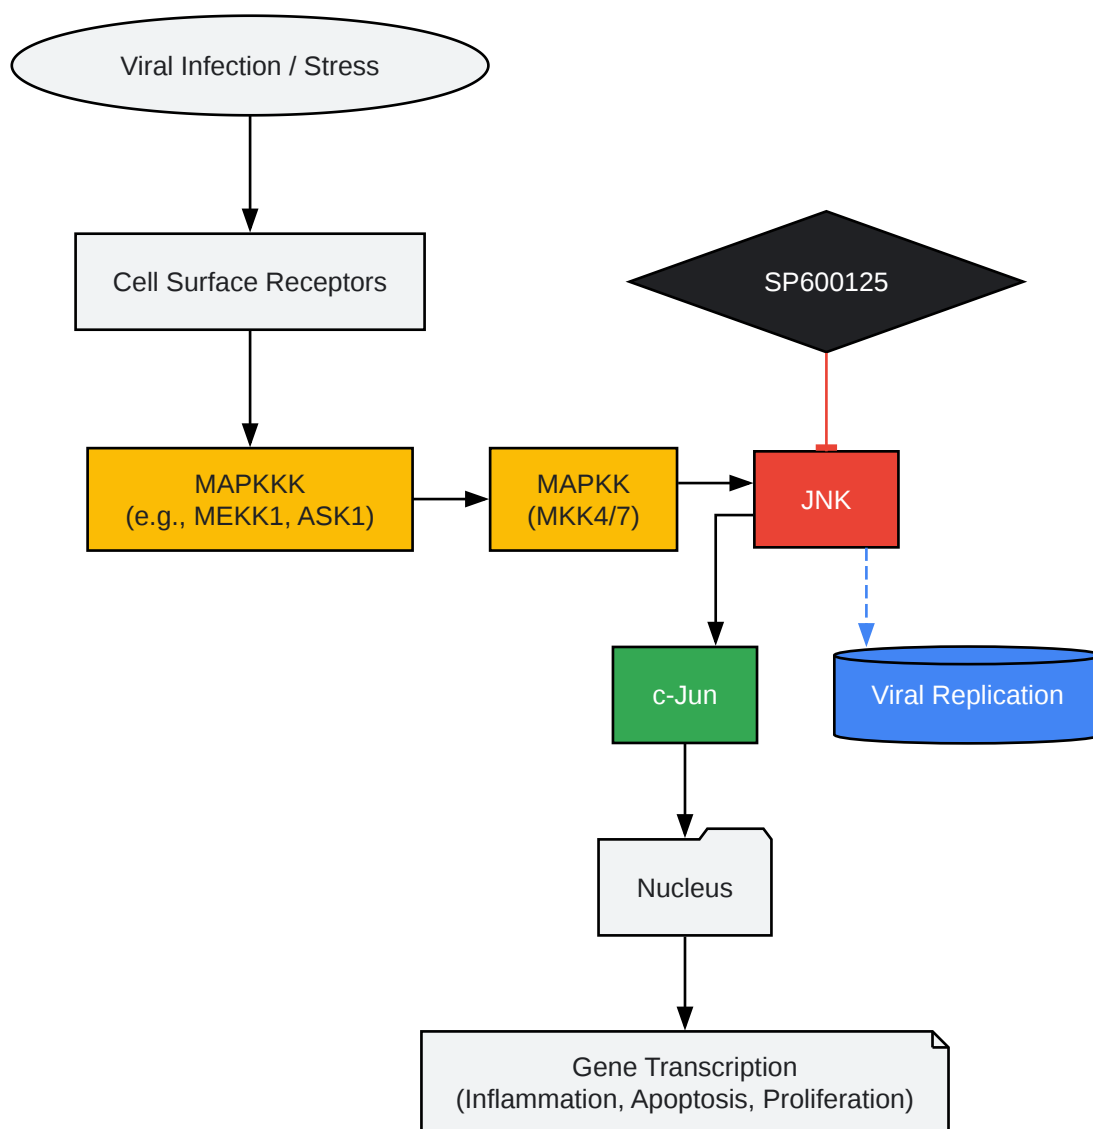 Viral Infection / Stress
Cell Surface Receptors
SP600125
MAPKKK
(e.g., MEKK1, ASK1)
MAPKK
(MKK4/7)
JNK
c-Jun
Viral Replication
Nucleus
Gene Transcription
(Inflammation, Apoptosis, Proliferation)